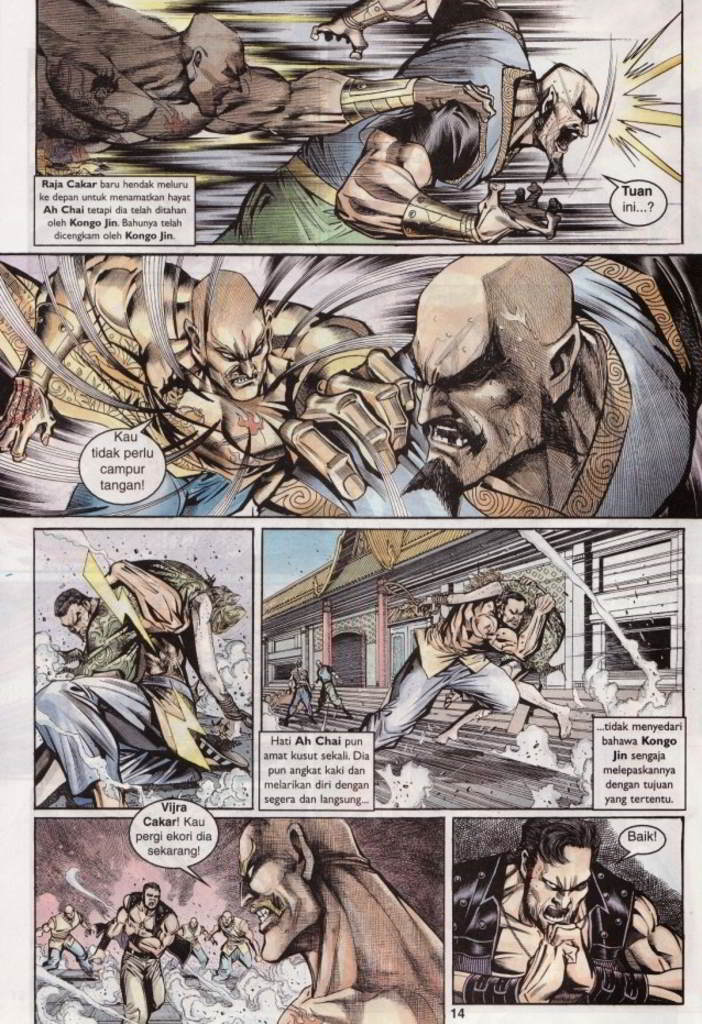 Raja Cakar baru hendak meluru
ke depan untuk menamatkan hayat
Ah Chai tetapi dia telah ditahan
oleh Kongo Jin. Bahunya telah
dicengkam oleh Kongo Jin.
Tuan
ini...?
Kau
tidak perlu
campur
tangan!
Hati Ah Chai pun
amat kusut sekali. Dia
pun angkat kaki dan
melarikan diri dengan
segera dan langsung...
...tidak menyedari
bahawa Kongo
Jin sengaja
melepaskannya
dengan tujuan
yang tertentu.
Vijra
Cakar! Kau
pergi ekori dia
sekarang!
Baik!
14